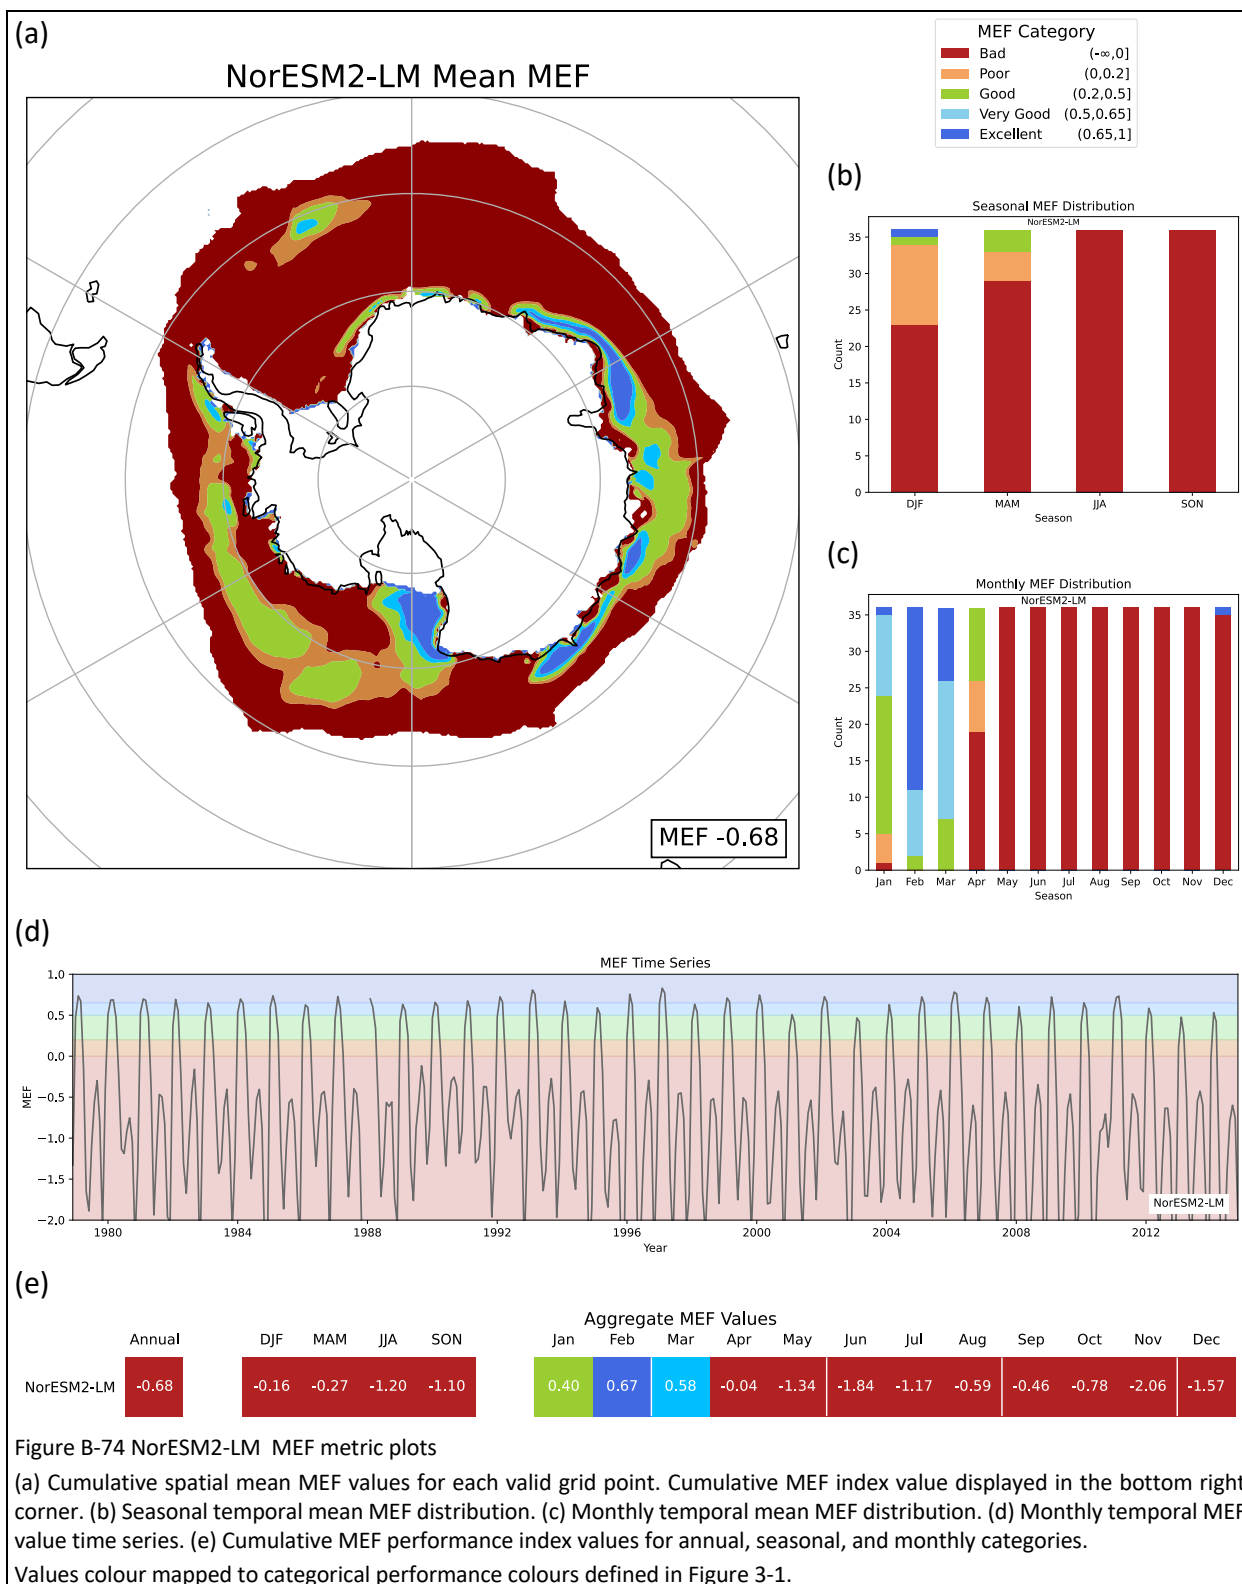 (a)
NorESM2-LM Mean MEF
MEF -0.68
MEF Category
Bad (-∞,0]
Poor (0,0.2]
Good (0.2,0.5]
Very Good (0.5,0.65]
Excellent (0.65,1]
(b)
Seasonal MEF Distribution
NorESM2-LM
35
30
25
20
15
10
5
0
Count
DJF MAM JJA SON
Season
(c)
Monthly MEF Distribution
NorESM2-LM
35
30
25
20
15
10
5
0
Count
Jan Feb Mar Apr May Jun Jul Aug Sep Oct Nov Dec
Season
(d)
MEF Time Series
1.0
0.5
0.0
−0.5
−1.0
−1.5
−2.0
MEF
NorESM2-LM
1980 1984 1988 1992 1996 2000 2004 2008 2012
Year
(e)
Aggregate MEF Values
Annual DJF MAM JJA SON Jan Feb Mar Apr May Jun Jul Aug Sep Oct Nov Dec
NorESM2-LM -0.68 -0.16 -0.27 -1.20 -1.10 0.40 0.67 0.58 -0.04 -1.34 -1.84 -1.17 -0.59 -0.46 -0.78 -2.06 -1.57
Figure B-74 NorESM2-LM MEF metric plots
(a) Cumulative spatial mean MEF values for each valid grid point. Cumulative MEF index value displayed in the bottom right
corner. (b) Seasonal temporal mean MEF distribution. (c) Monthly temporal mean MEF distribution. (d) Monthly temporal MEF
value time series. (e) Cumulative MEF performance index values for annual, seasonal, and monthly categories.
Values colour mapped to categorical performance colours defined in Figure 3-1.